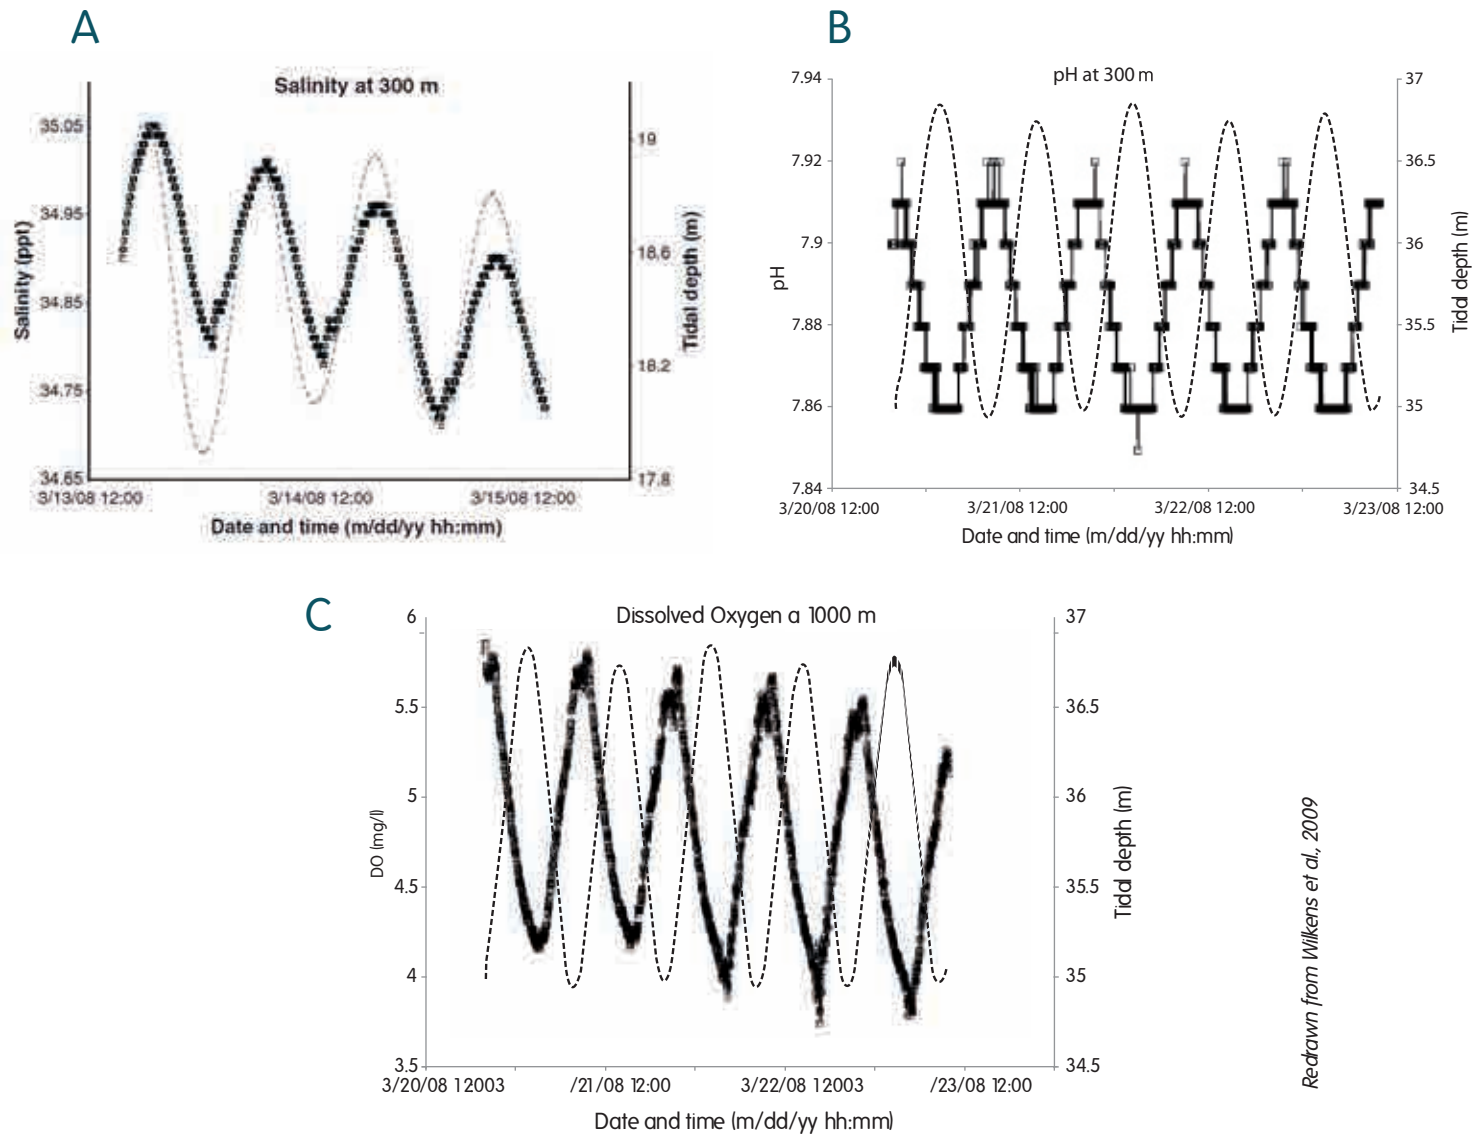 A
Salinity at 300 m
35.05
34.95
34.85
34.75
34.65
Salinity (ppt)
19
18.6
18.2
17.8
Tidal depth (m)
3/13/08 12:00
3/14/08 12:00
3/15/08 12:00
Date and time (m/dd/yy hh:mm)
B
pH at 300 m
7.94
7.92
7.9
7.88
7.86
7.84
pH
37
36.5
36
35.5
35
34.5
Tiddl depth (m)
3/20/08 12:00
3/21/08 12:00
3/22/08 12:00
3/23/08 12:00
Date and time (m/dd/yy hh:mm)
C
Dissolved Oxygen a 1000 m
6
5.5
5
4.5
4
3.5
DO (mg/l)
37
36.5
36
35.5
35
34.5
Tiddl depth (m)
3/20/08 12003
/21/08 12:00
3/22/08 12003
/23/08 12:00
Date and time (m/dd/yy hh:mm)
Redrawn from Wilkens et al., 2009